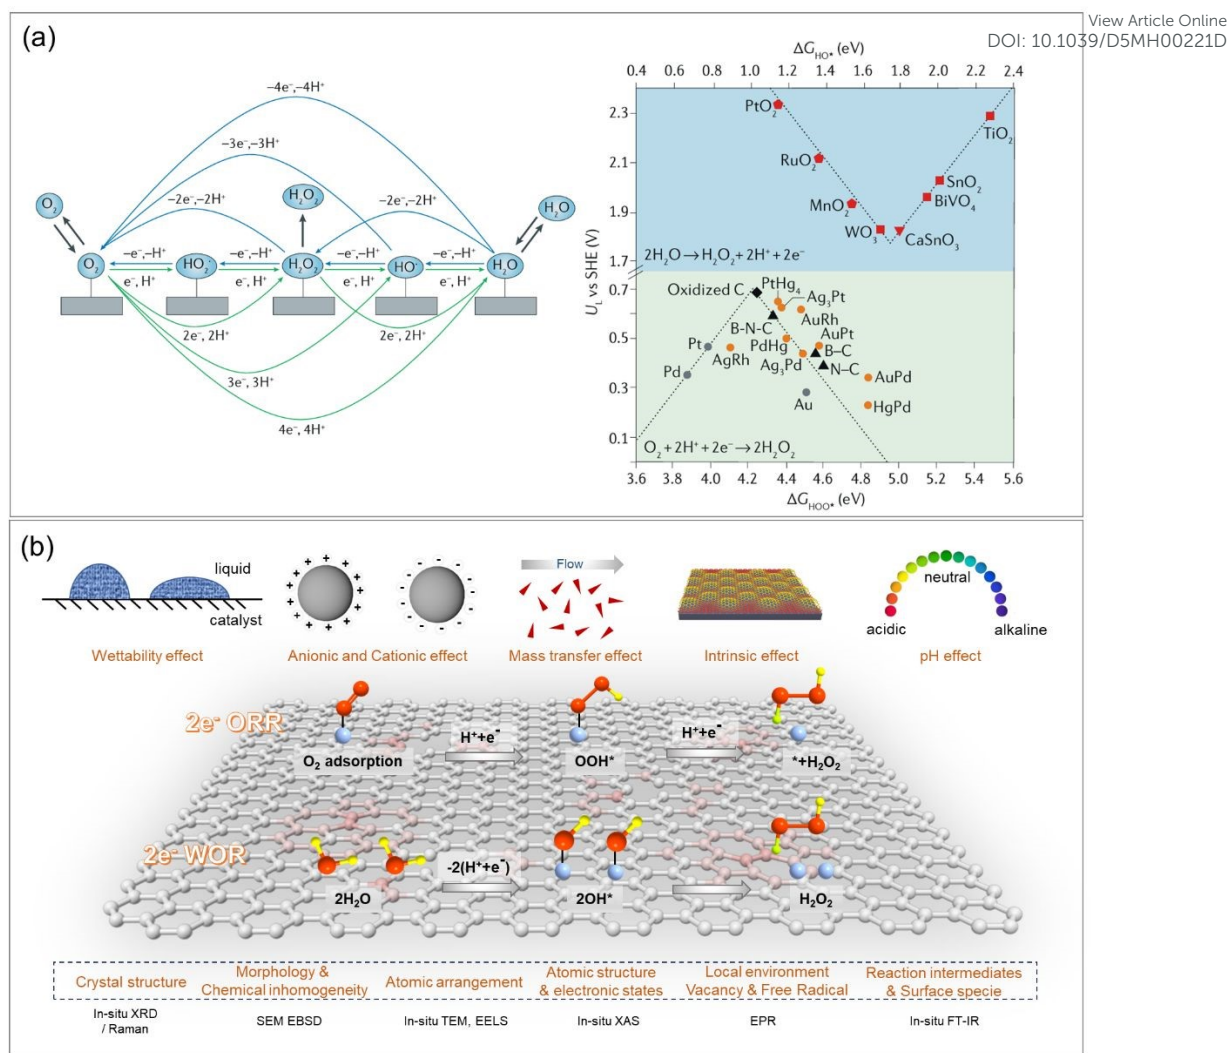 View Article Online
DOI: 10.1039/D5MH00221D
(a)
−4e⁻,−4H⁺
−3e⁻,−3H⁺
−2e⁻,−2H⁺
−2e⁻,−2H⁺
O₂
H₂O₂
H₂O
−e⁻,−H⁺
−e⁻,−H⁺
−e⁻,−H⁺
−e⁻,−H⁺
O₂
HO₂·
H₂O₂
HO·
H₂O
e⁻, H⁺
e⁻, H⁺
e⁻, H⁺
e⁻, H⁺
2e⁻, 2H⁺
2e⁻, 2H⁺
3e⁻, 3H⁺
4e⁻, 4H⁺
ΔG_HO* (eV)
0.4 0.6 0.8 1.0 1.2 1.4 1.6 1.8 2.0 2.2 2.4
U_L vs SHE (V)
2.3
2.1
1.9
1.7
0.7
0.5
0.3
0.1
PtO₂
TiO₂
RuO₂
SnO₂
MnO₂
BiVO₄
WO₃
CaSnO₃
2H₂O→H₂O₂+ 2H⁺ + 2e⁻
Oxidized C
PtHg₄
Ag₃Pt
B-N-C
AuRh
AuPt
Pt
PdHg
B–C
AgRh
Ag₃Pd
N–C
Pd
AuPd
Au
HgPd
O₂ + 2H⁺ + 2e⁻→2H₂O₂
3.6 4.0 4.2 4.4 4.6 4.8 5.0 5.2 5.4 5.6
ΔG_HOO* (eV)
(b)
liquid
catalyst
Wettability effect
Anionic and Cationic effect
Flow
Mass transfer effect
Intrinsic effect
neutral
acidic
alkaline
pH effect
2e⁻ ORR
O₂ adsorption
H⁺+e⁻
OOH*
H⁺+e⁻
*+H₂O₂
2e⁻ WOR
2H₂O
-2(H⁺+e⁻)
2OH*
H₂O₂
Crystal structure
Morphology &
Chemical inhomogeneity
Atomic arrangement
Atomic structure
& electronic states
Local environment
Vacancy & Free Radical
Reaction intermediates
& Surface specie
In-situ XRD
/ Raman
SEM EBSD
In-situ TEM, EELS
In-situ XAS
EPR
In-situ FT-IR